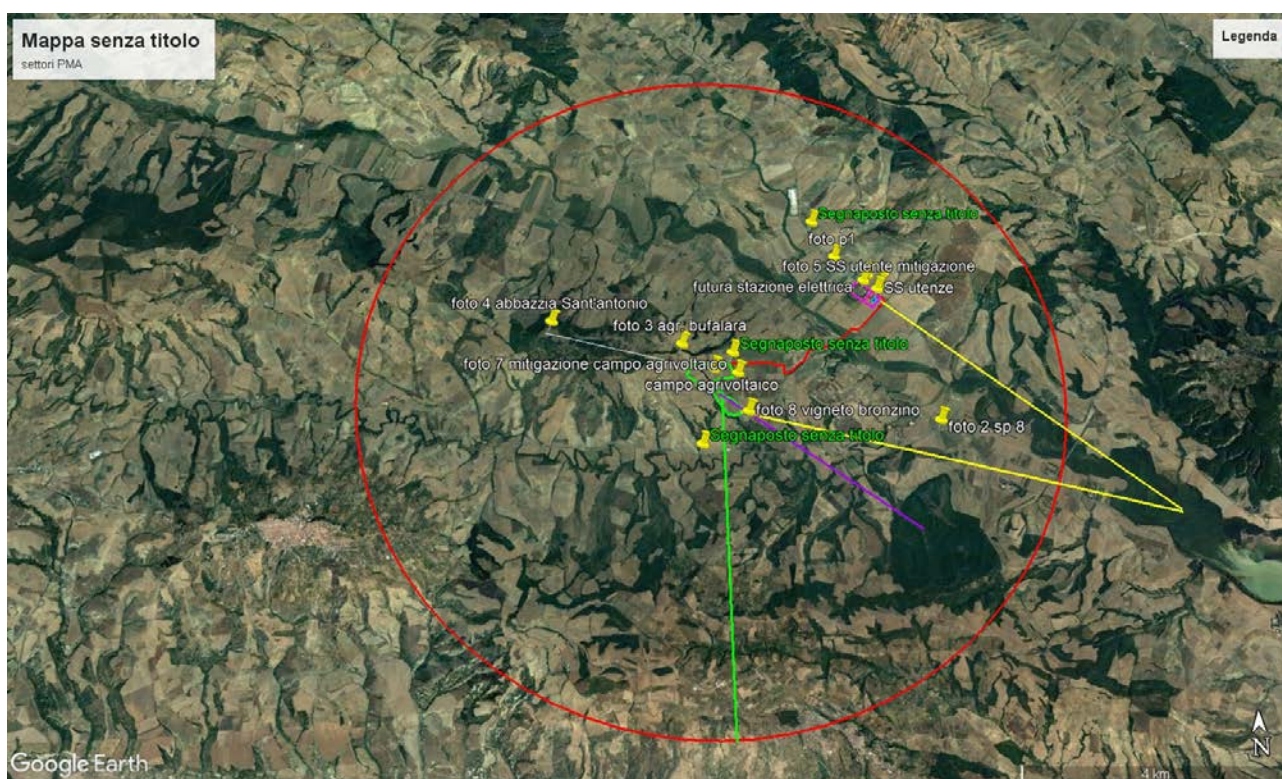 Mappa senza titolo
settori PMA
Legenda
Segnaposto senza titolo
foto p1
foto 5 SS utente mitigazione
futura stazione elettrica
SS utenze
foto 4 abbazzia Sant'antonio
foto 3 agr. bufalara
Segnaposto senza titolo
foto 7 mitigazione campo agrivoltaico
campo agrivoltaico
foto 8 vigneto bronzino
foto 2 sp 8
Segnaposto senza titolo
N
Google Earth
4 km